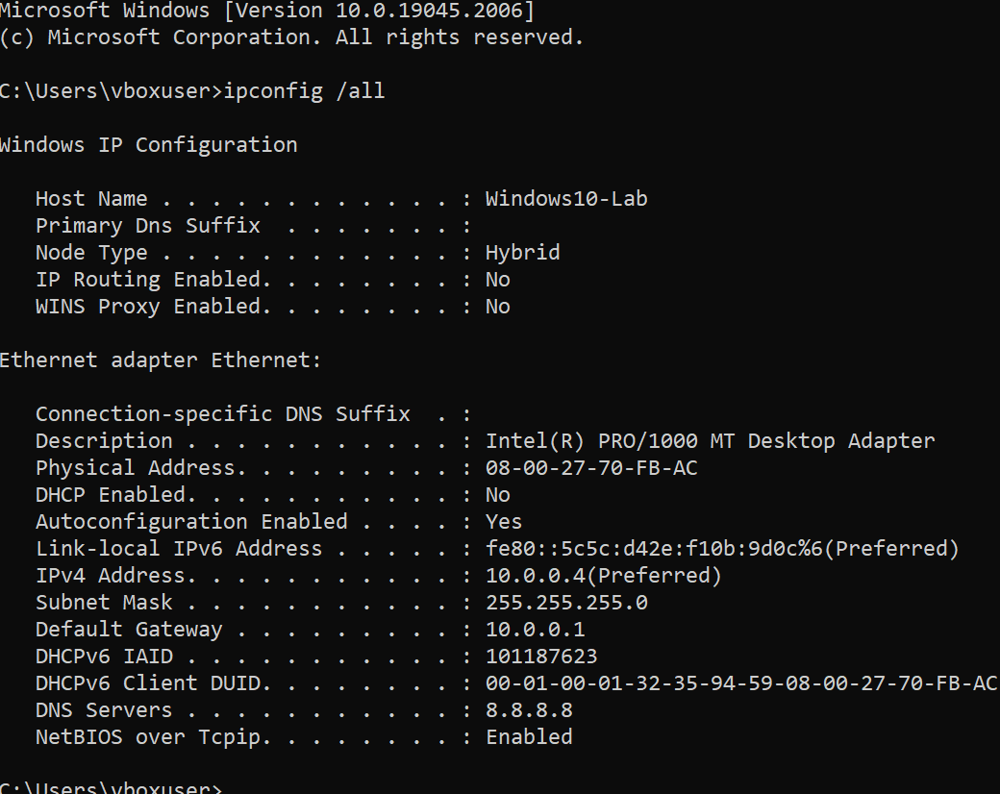 Microsoft Windows [Version 10.0.19045.2006]
(c) Microsoft Corporation. All rights reserved.
C:\Users\vboxuser>ipconfig /all
Windows IP Configuration
Host Name . . . . . . . . . . . . : Windows10-Lab
Primary Dns Suffix  . . . . . . . :
Node Type . . . . . . . . . . . . : Hybrid
IP Routing Enabled. . . . . . . . : No
WINS Proxy Enabled. . . . . . . . : No
Ethernet adapter Ethernet:
Connection-specific DNS Suffix  . :
Description . . . . . . . . . . . : Intel(R) PRO/1000 MT Desktop Adapter
Physical Address. . . . . . . . . : 08-00-27-70-FB-AC
DHCP Enabled. . . . . . . . . . . : No
Autoconfiguration Enabled . . . . : Yes
Link-local IPv6 Address . . . . . : fe80::5c5c:d42e:f10b:9d0c%6(Preferred)
IPv4 Address. . . . . . . . . . . : 10.0.0.4(Preferred)
Subnet Mask . . . . . . . . . . . : 255.255.255.0
Default Gateway . . . . . . . . . : 10.0.0.1
DHCPv6 IAID . . . . . . . . . . . : 101187623
DHCPv6 Client DUID. . . . . . . . : 00-01-00-01-32-35-94-59-08-00-27-70-FB-AC
DNS Servers . . . . . . . . . . . : 8.8.8.8
NetBIOS over Tcpip. . . . . . . . : Enabled
C:\Users\vboxuser>